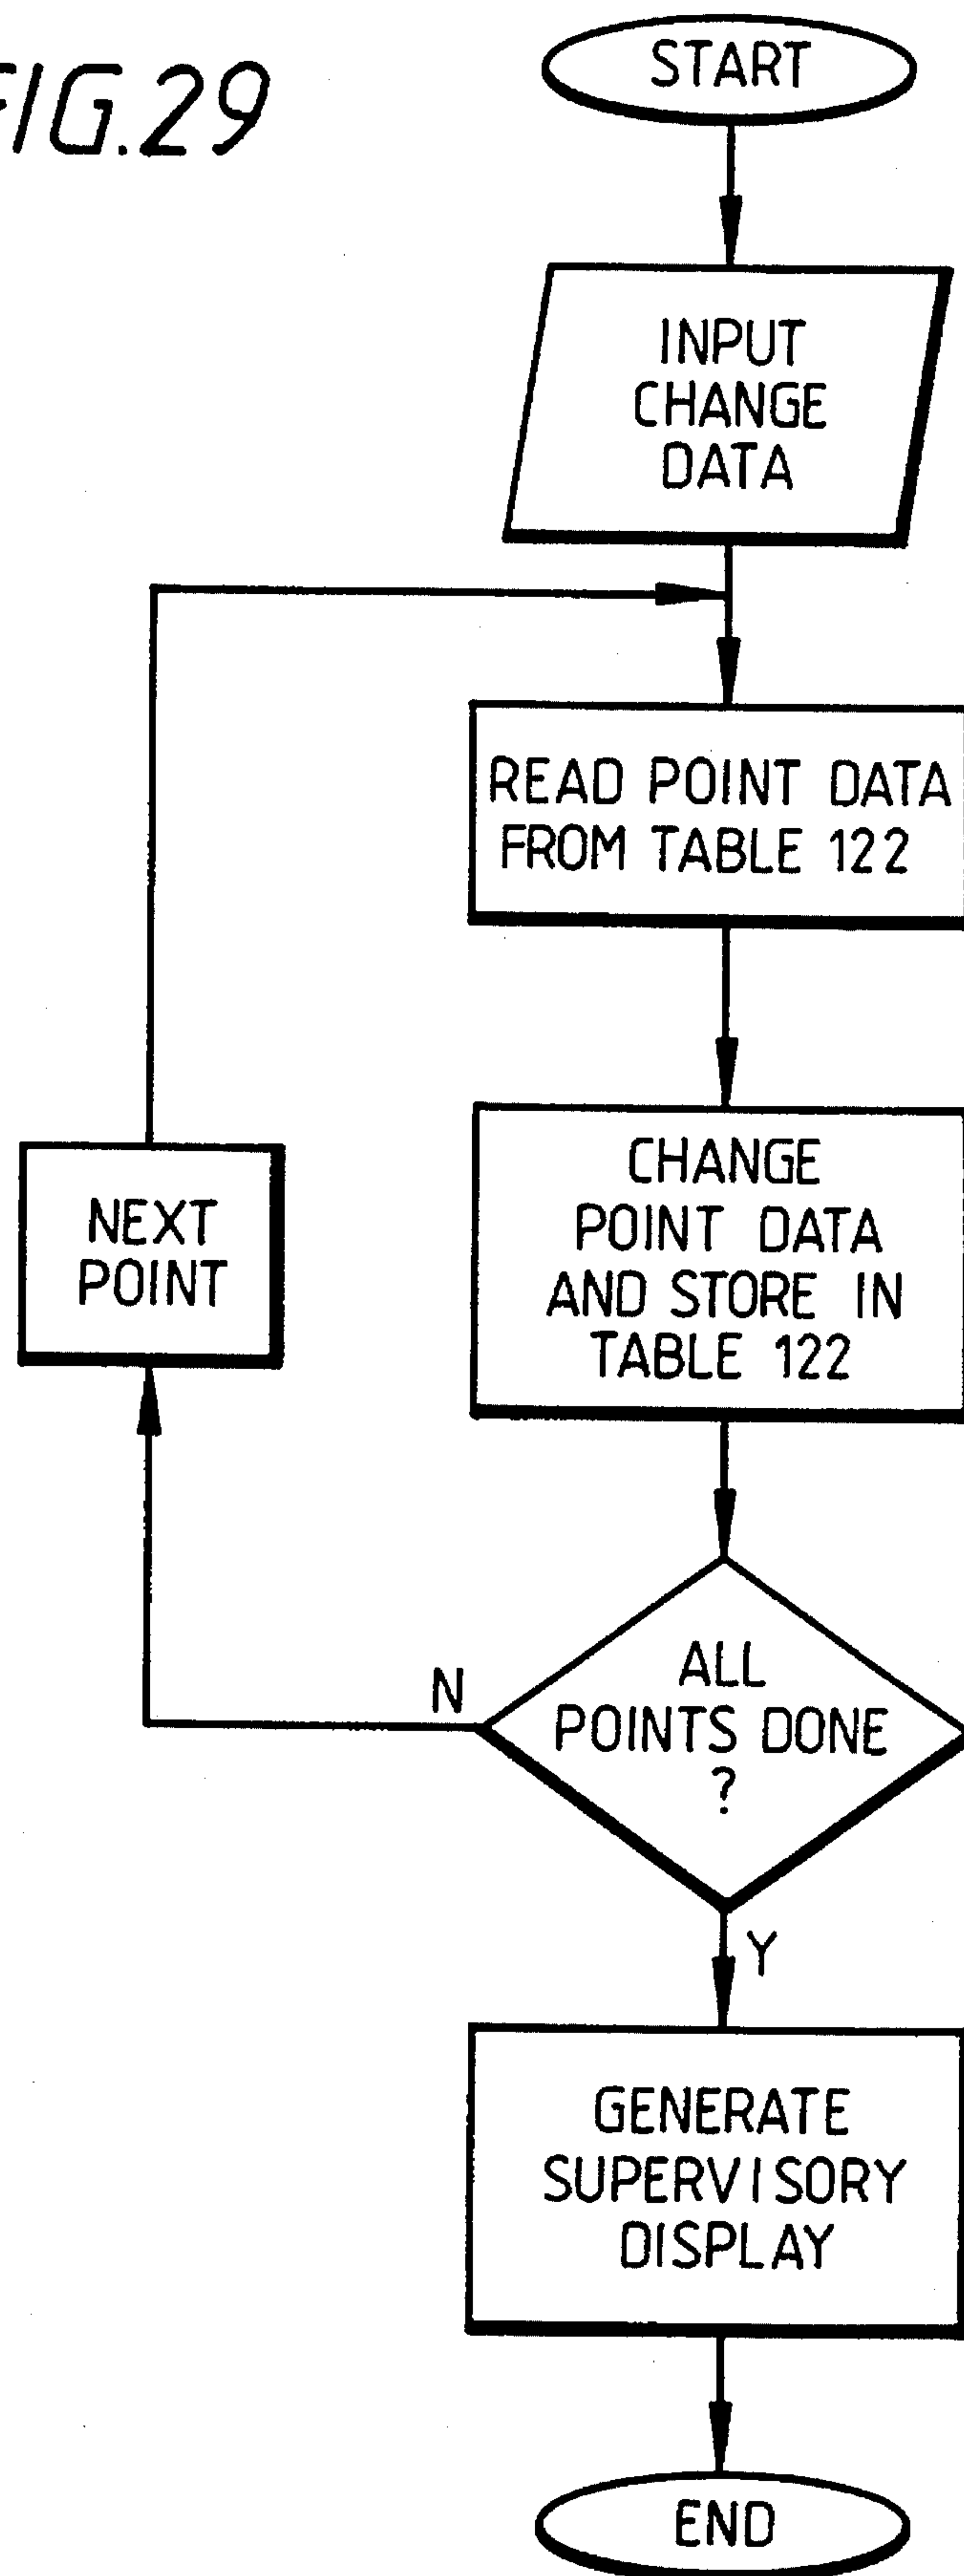 FIG.29
START
INPUT
CHANGE
DATA
READ POINT DATA
FROM TABLE 122
CHANGE
POINT DATA
AND STORE IN
TABLE 122
NEXT
POINT
N
ALL
POINTS DONE
?
Y
GENERATE
SUPERVISORY
DISPLAY
END